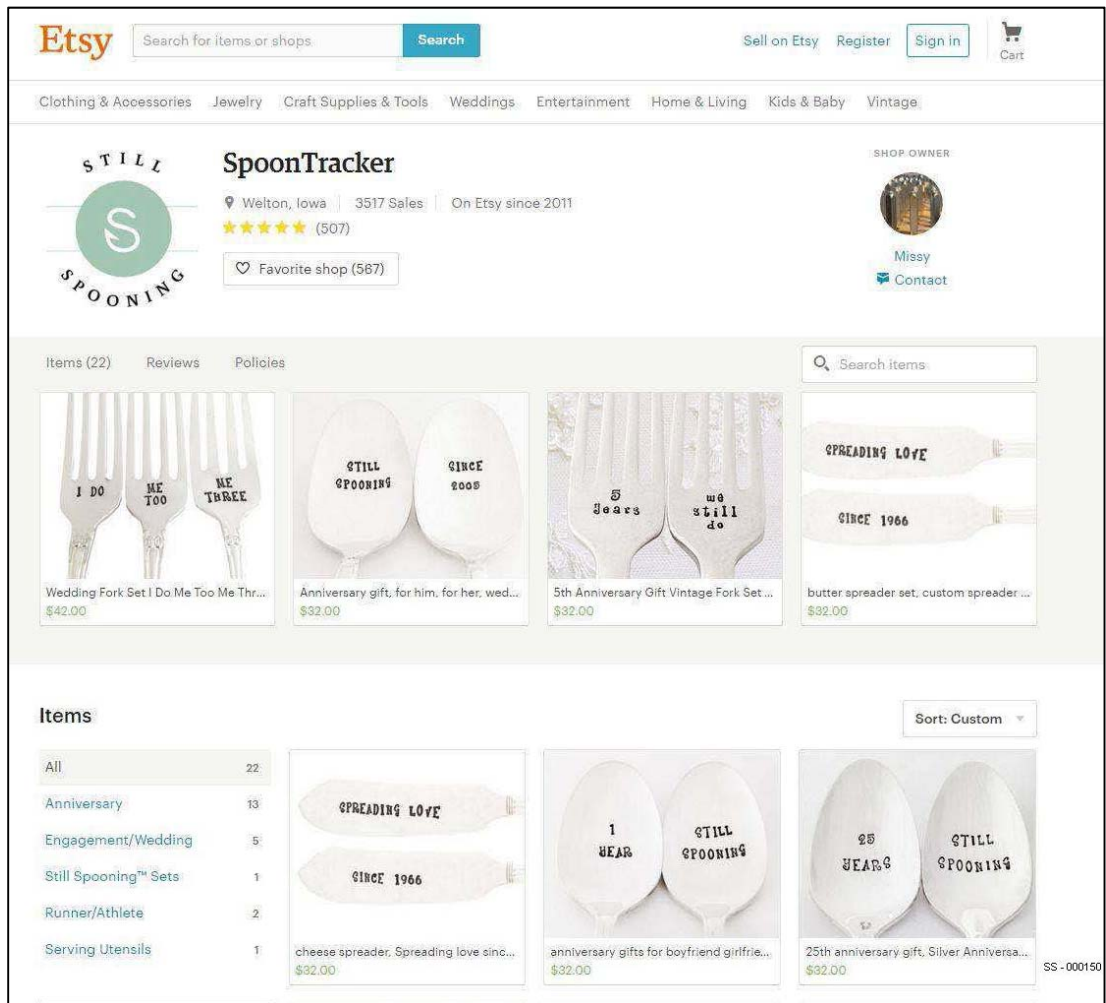 Etsy
Search for items or shops
Search
Sell on Etsy
Register
Sign in
Cart
Clothing & Accessories
Jewelry
Craft Supplies & Tools
Weddings
Entertainment
Home & Living
Kids & Baby
Vintage
STILL
S
SPOONING
SpoonTracker
Welton, Iowa
3517 Sales
On Etsy since 2011
(507)
Favorite shop (567)
SHOP OWNER
Missy
Contact
Items (22)
Reviews
Policies
Search items
I DO
ME
TOO
ME
THREE
Wedding Fork Set I Do Me Too Me Thr...
$42.00
STILL
SPOONING
SINCE
2005
Anniversary gift, for him, for her, wed...
$32.00
5
years
we
still
do
5th Anniversary Gift Vintage Fork Set ...
$32.00
SPREADING LOVE
SINCE 1966
butter spreader set, custom spreader ...
$32.00
Items
Sort: Custom
All 22
Anniversary 13
Engagement/Wedding 5
Still Spooning™ Sets 1
Runner/Athlete 2
Serving Utensils 1
SPREADING LOVE
SINCE 1966
cheese spreader, Spreading love sinc...
$32.00
1
YEAR
STILL
SPOONING
anniversary gifts for boyfriend girlfrie...
$32.00
25
YEARS
STILL
SPOONING
25th anniversary gift, Silver Anniversa...
$32.00
SS - 000150